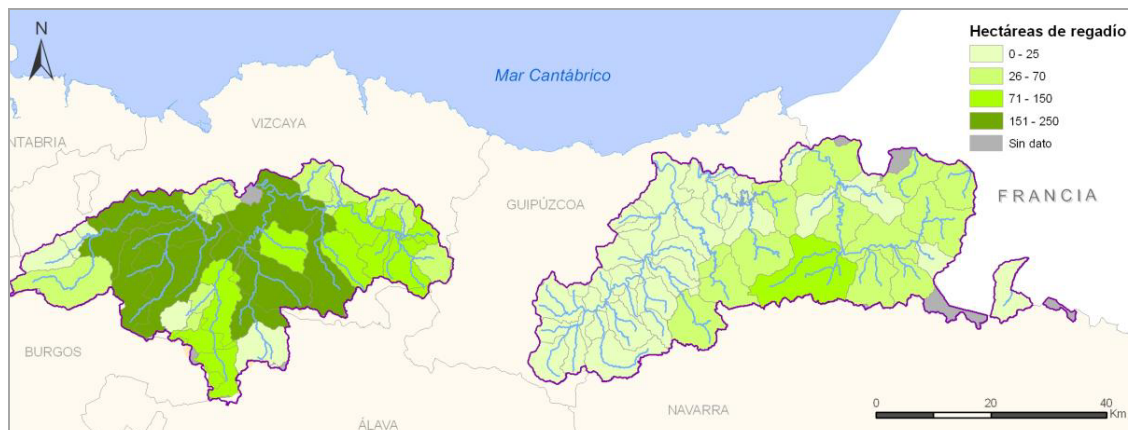 N
Mar Cantábrico
Hectáreas de regadío
0 - 25
26 - 70
71 - 150
151 - 250
Sin dato
NTABRIA
VIZCAYA
GUIPÚZCOA
FRANCIA
BURGOS
ÁLAVA
NAVARRA
0 20 40
Km